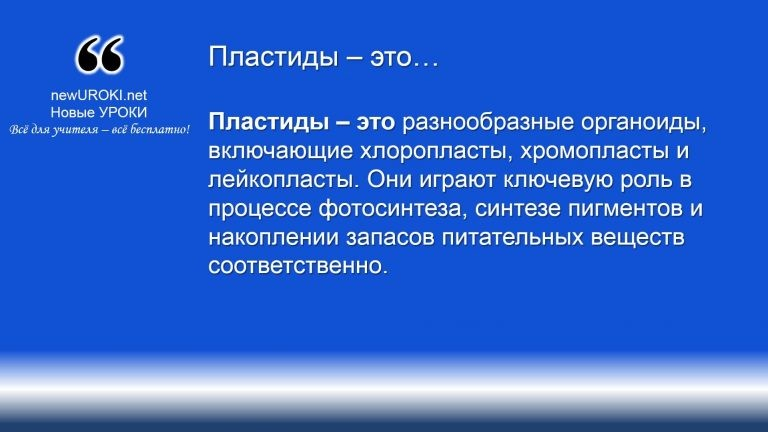 Пластиды – это…
newUROKI.net
Новые УРОКИ
Всё для учителя – всё бесплатно!
Пластиды – это разнообразные органоиды,
включающие хлоропласты, хромопласты и
лейкопласты. Они играют ключевую роль в
процессе фотосинтеза, синтезе пигментов и
накоплении запасов питательных веществ
соответственно.